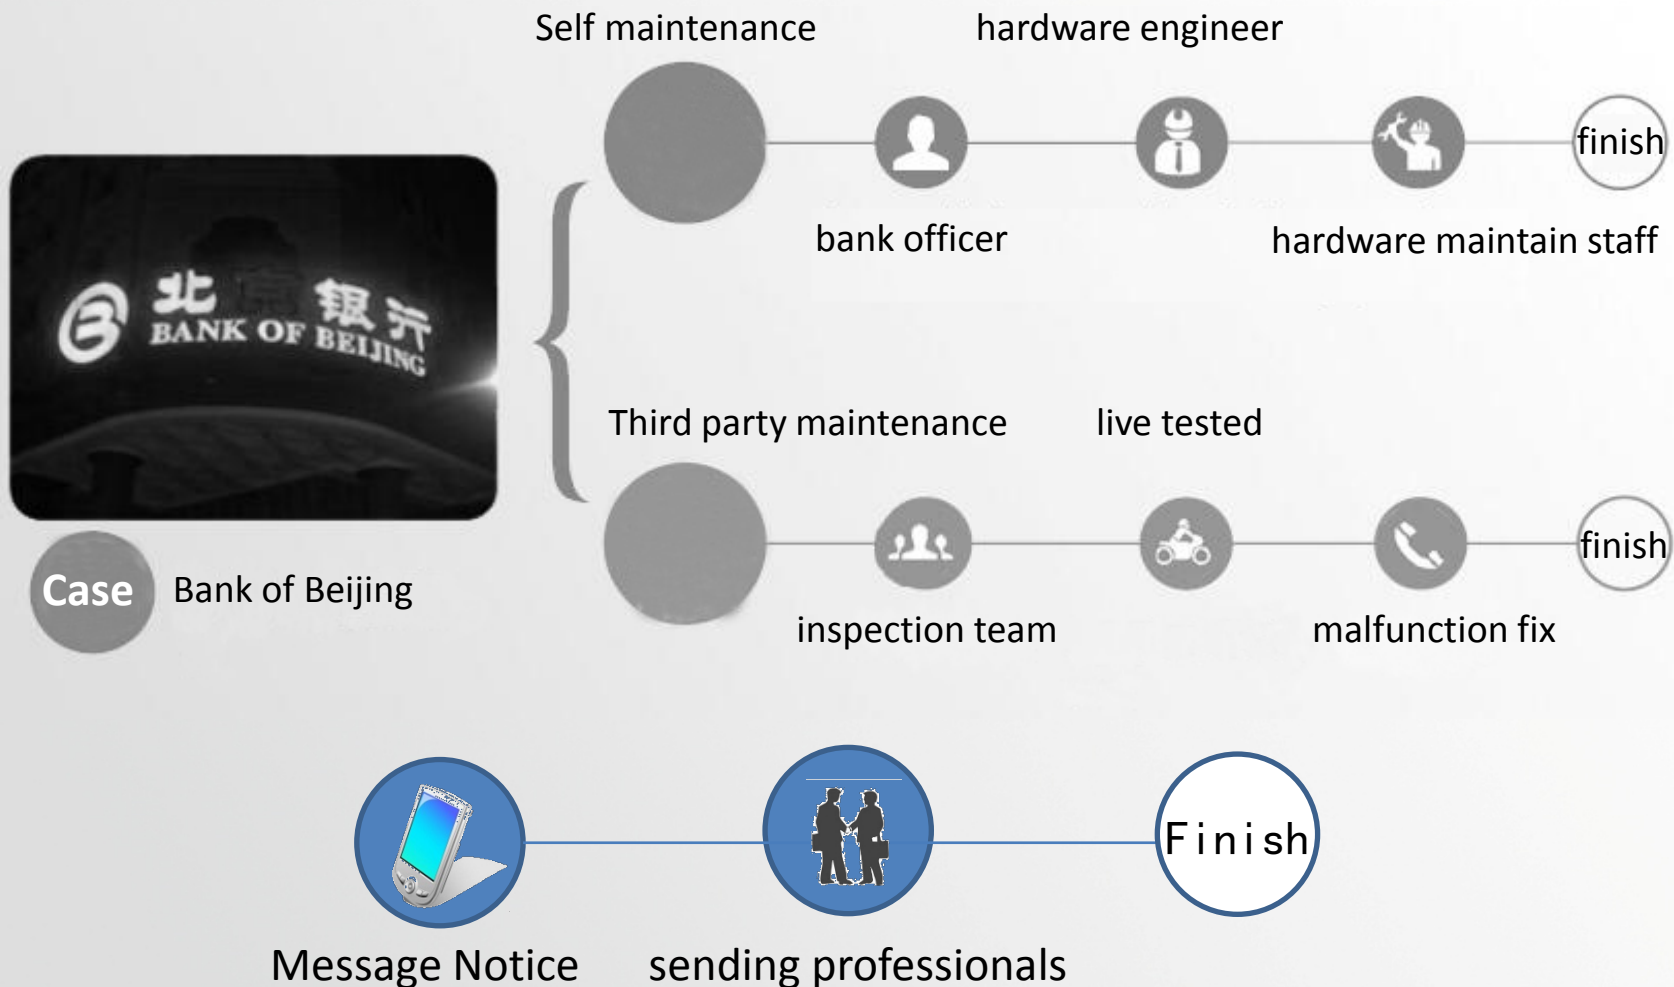 Self maintenance
hardware engineer
finish
bank officer
hardware maintain staff
北京银行
BANK OF BEIJING
Third party maintenance
live tested
finish
inspection team
malfunction fix
Case
Bank of Beijing
Finish
Message Notice
sending professionals